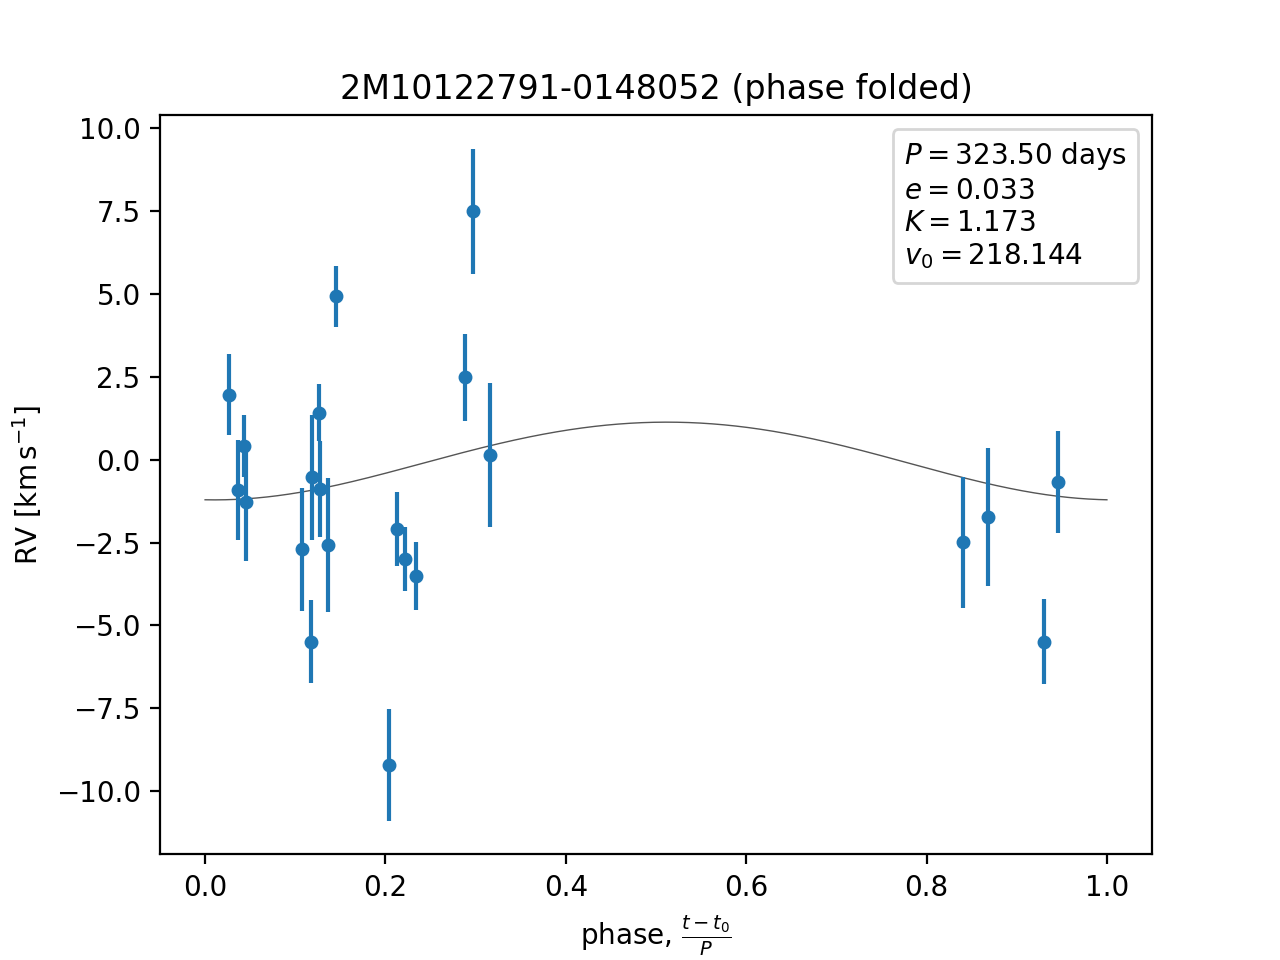 2M10122791-0148052 (phase folded)
P = 323.50 days
e = 0.033
K = 1.173
v₀ = 218.144
10.0
7.5
5.0
2.5
0.0
−2.5
−5.0
−7.5
−10.0
RV [km s⁻¹]
0.0 0.2 0.4 0.6 0.8 1.0
phase, (t − t₀)/P